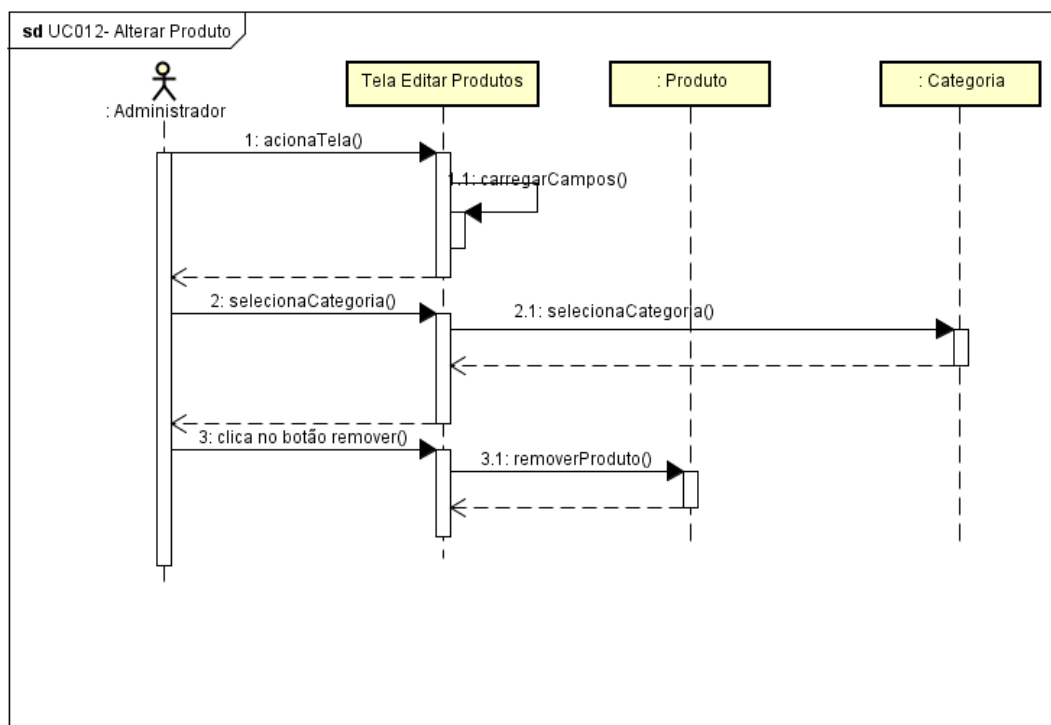 sd UC012- Alterar Produto
: Administrador
Tela Editar Produtos
: Produto
: Categoria
1: acionaTela()
1.1: carregarCampos()
2: selecionaCategoria()
2.1: selecionaCategoria()
3: clica no botão remover()
3.1: removerProduto()